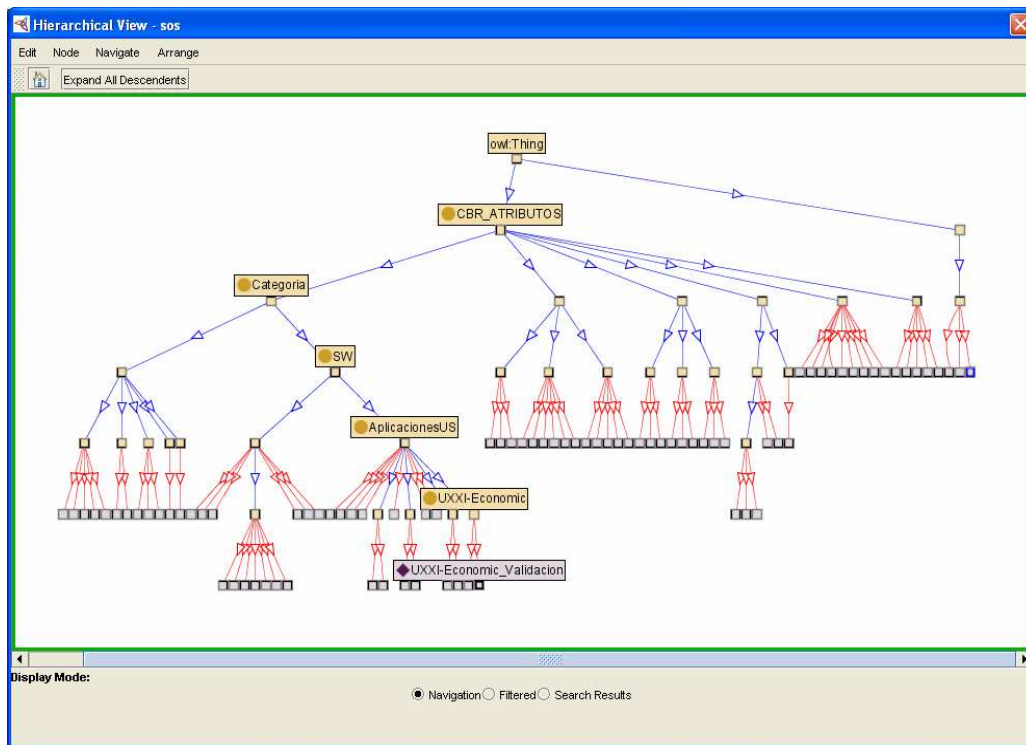 Hierarchical View - sos
Edit Node Navigate Arrange
Expand All Descendents
owl:Thing
CBR_ATRIBUTOS
Categoria
SW
AplicacionesUS
UXXI-Economic
UXXI-Economic_Validacion
Display Mode:
Navigation Filtered Search Results